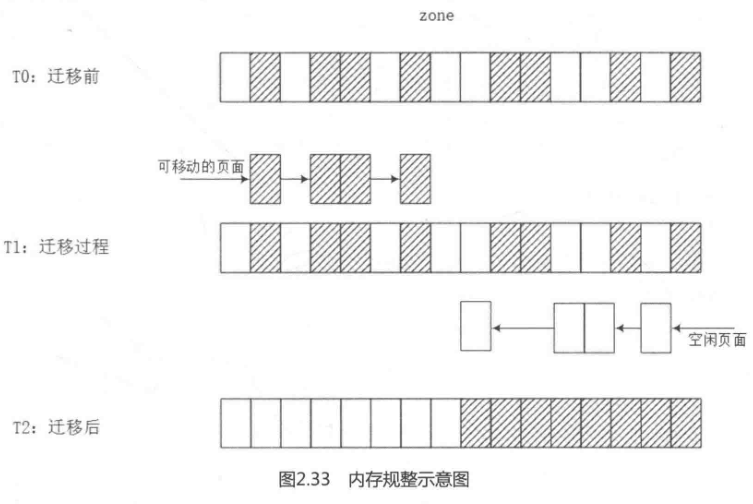 zone
T0: 迁移前
可移动的页面
T1: 迁移过程
空闲页面
T2: 迁移后
图2.33 内存规整示意图